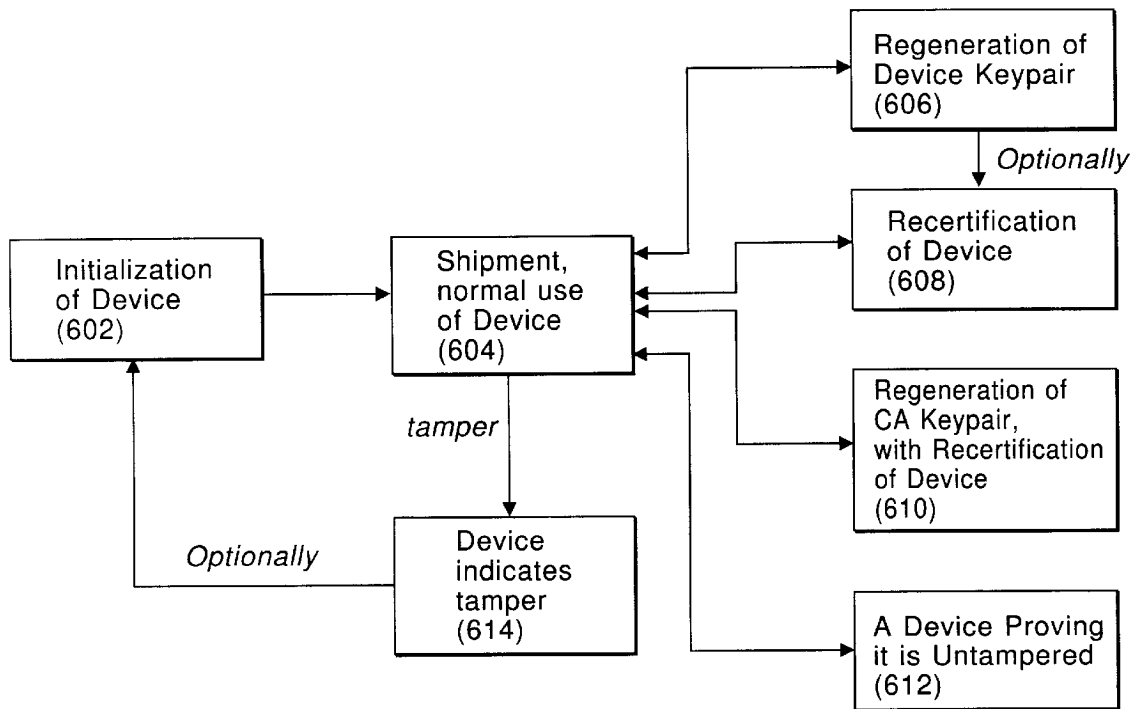 Initialization
of Device
(602)
Shipment,
normal use
of Device
(604)
tamper
Device
indicates
tamper
(614)
Optionally
Regeneration of
Device Keypair
(606)
Optionally
Recertification
of Device
(608)
Regeneration of
CA Keypair,
with Recertification
of Device
(610)
A Device Proving
it is Untampered
(612)